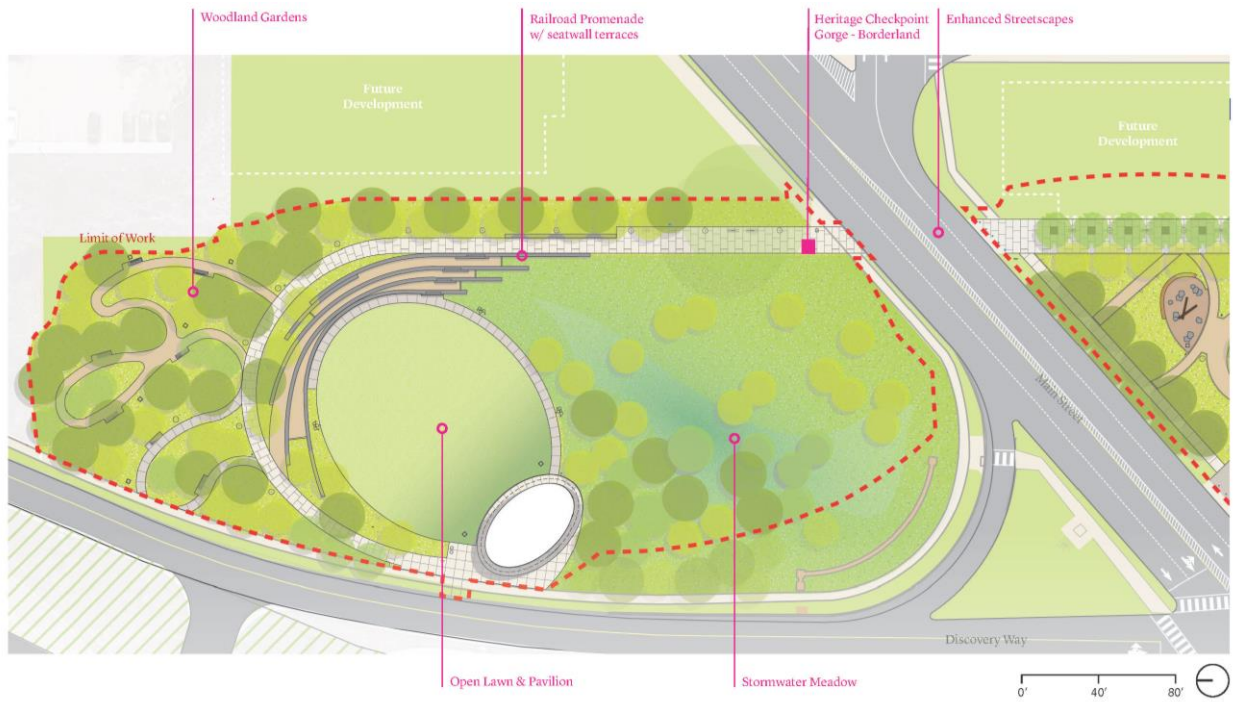 Woodland Gardens
Railroad Promenade
w/ seatwall terraces
Heritage Checkpoint
Gorge - Borderland
Enhanced Streetscapes
Future
Development
Future
Development
Limit of Work
Main Street
Discovery Way
Open Lawn & Pavilion
Stormwater Meadow
0'
40'
80'